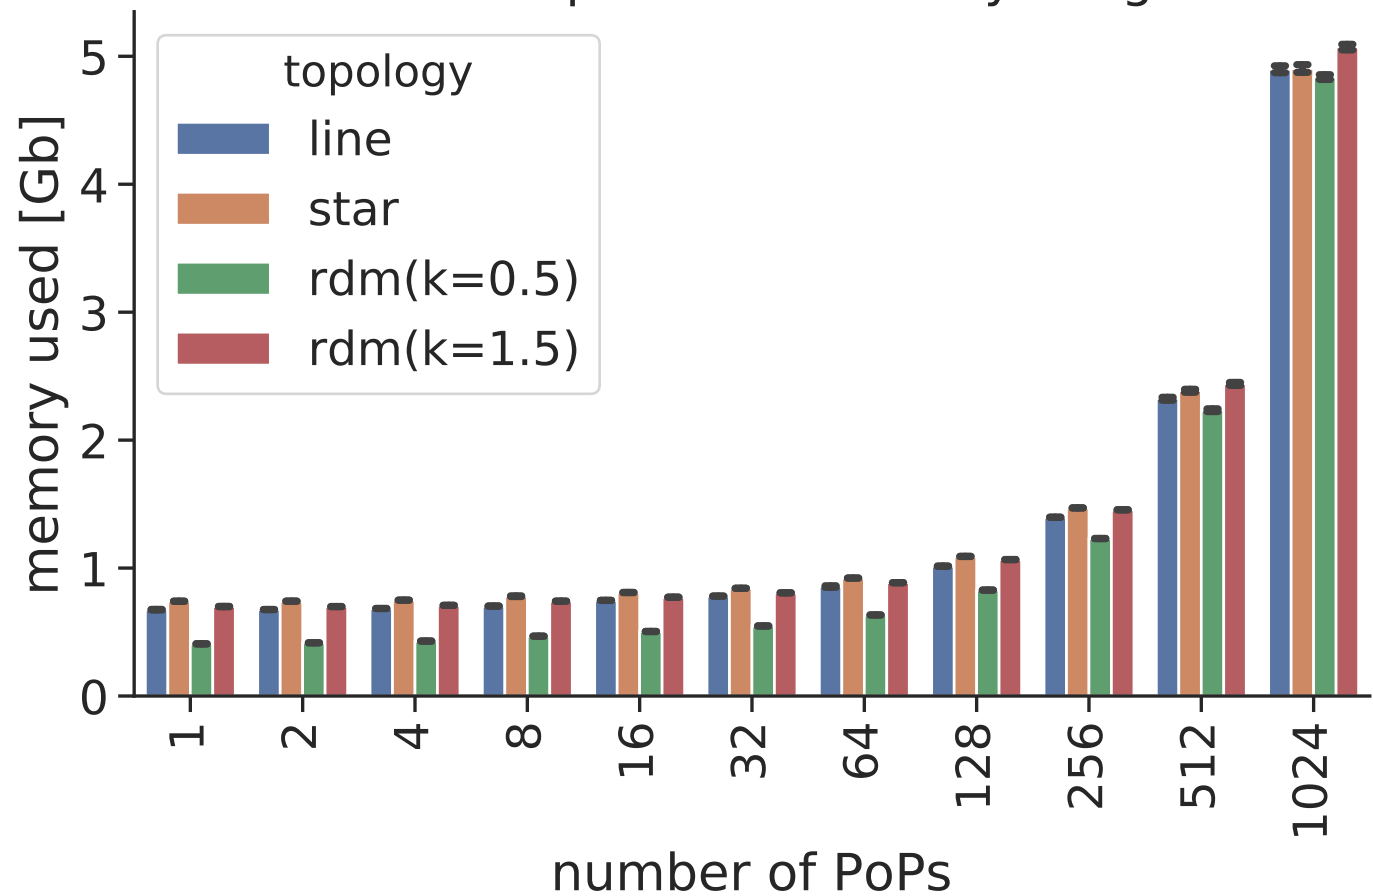 topology
line
star
rdm(k=0.5)
rdm(k=1.5)
memory used [Gb]
5
4
3
2
1
0
1
2
4
8
16
32
64
128
256
512
1024
number of PoPs